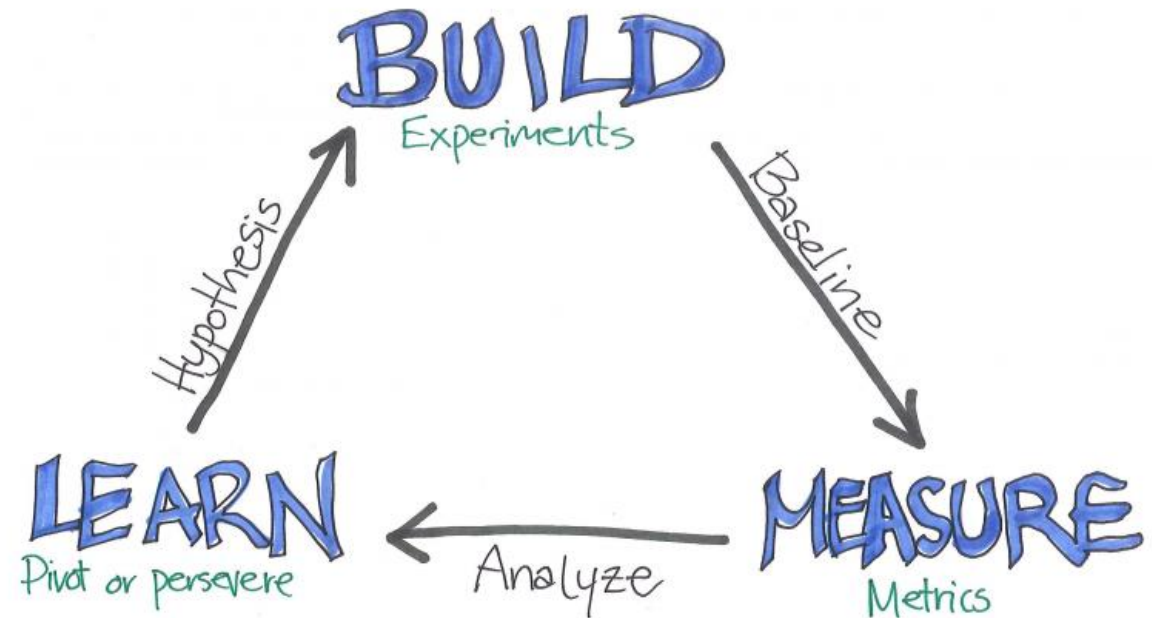 BUILD
Experiments
Baseline
Hypothesis
LEARN
Pivot or persevere
Analyze
MEASURE
Metrics